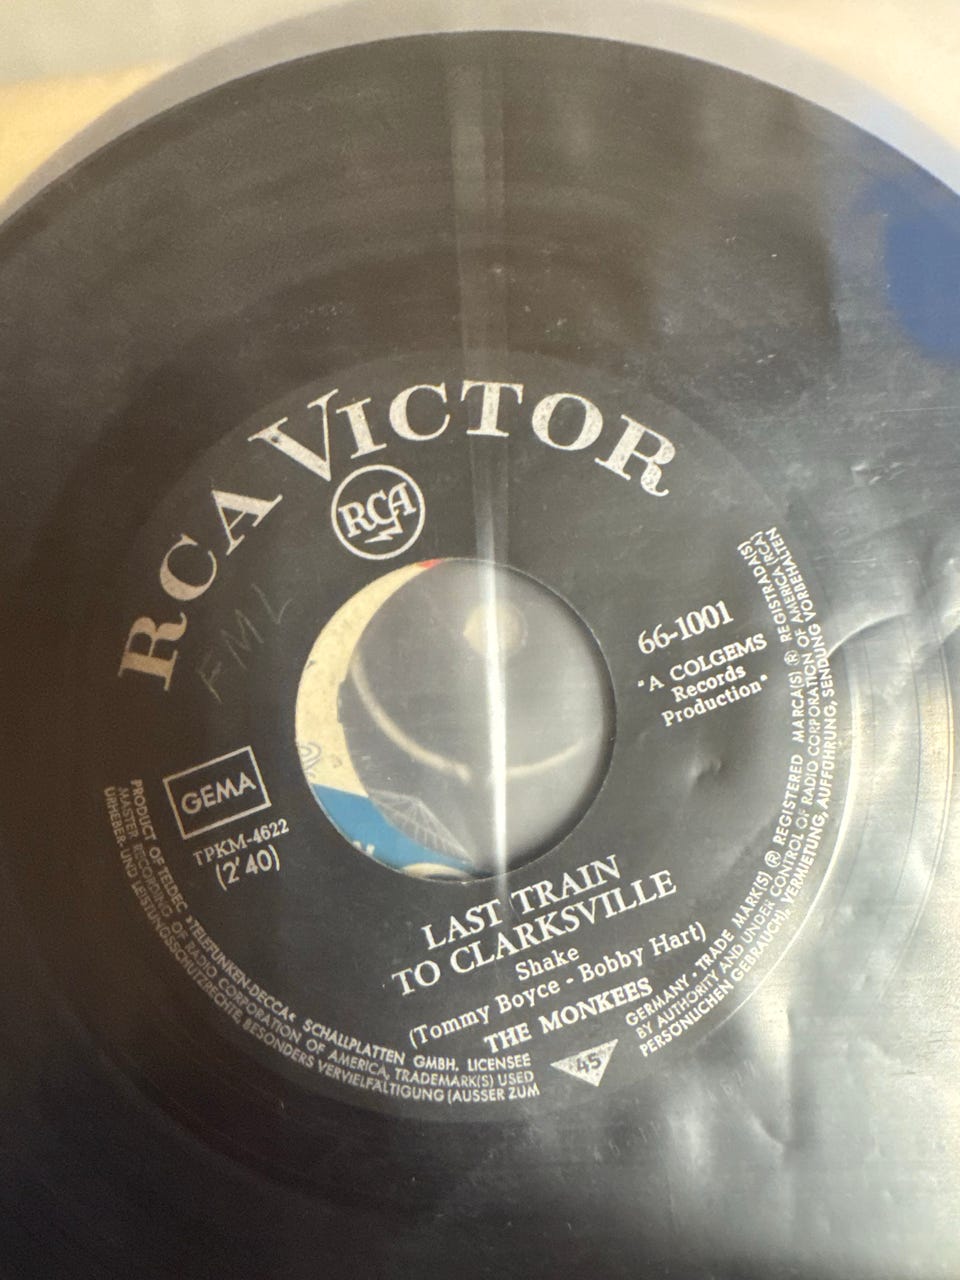 RCA VICTOR
RCA
FML
66-1001
"A COLGEMS
Records
Production"
GEMA
TPKM-4622
(2'40)
LAST TRAIN
TO CLARKSVILLE
Shake
(Tommy Boyce - Bobby Hart)
THE MONKEES
45
PRODUCT OF TELDEC »TELEFUNKEN-DECCA« SCHALLPLATTEN GMBH. LICENSEE
MASTER RECORDING OF RADIO CORPORATION OF AMERICA, TRADEMARK(S) USED
URHEBER- UND LEISTUNGSSCHUTZRECHTE, BESONDERS VERVIELFÄLTIGUNG (AUSSER ZUM
GERMANY · TRADE MARK(S) ® REGISTERED MARCA(S) ® REGISTRADA(S)
BY AUTHORITY AND UNDER CONTROL OF RADIO CORPORATION OF AMERICA (RCA)
PERSÖNLICHEN GEBRAUCH), VERMIETUNG, AUFFÜHRUNG, SENDUNG VORBEHALTEN